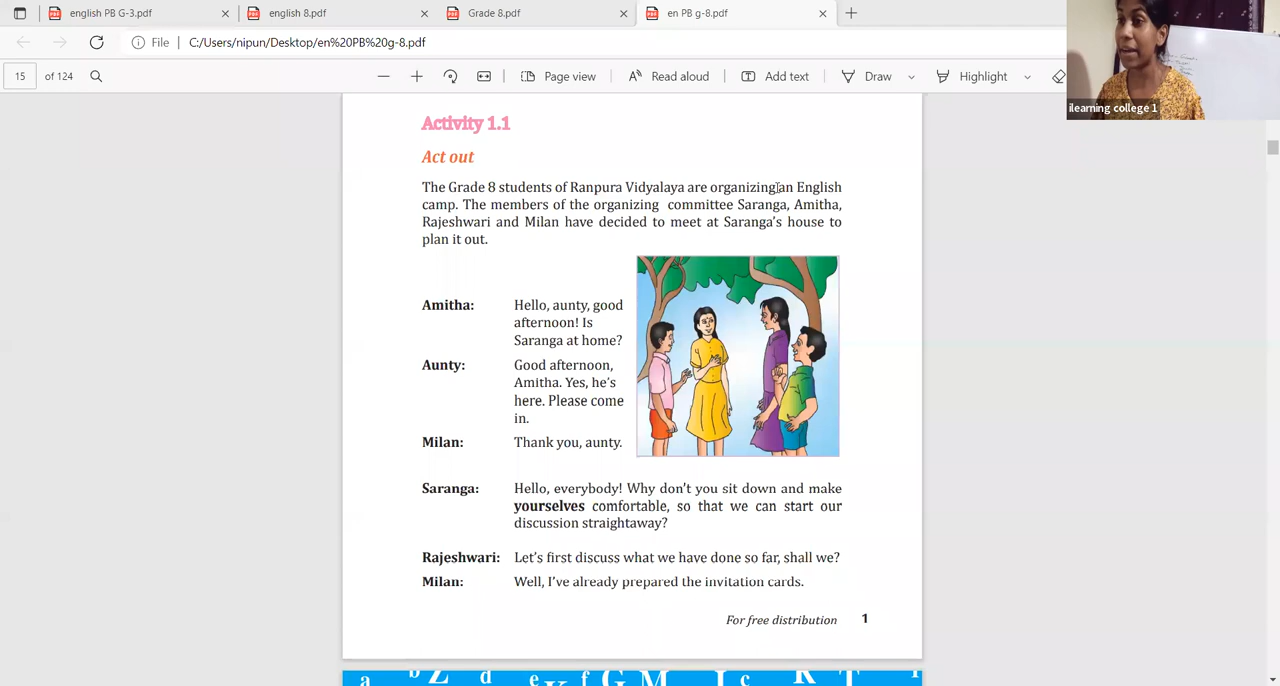 english PB G-3.pdf
english 8.pdf
Grade 8.pdf
en PB g-8.pdf
File C:/Users/nipun/Desktop/en%20PB%20g-8.pdf
15 of 124
Page view
Read aloud
Add text
Draw
Highlight
ilearning college 1
Activity 1.1
Act out
The Grade 8 students of Ranpura Vidyalaya are organizing an English
camp. The members of the organizing committee Saranga, Amitha,
Rajeshwari and Milan have decided to meet at Saranga's house to
plan it out.
Amitha: Hello, aunty, good
afternoon! Is
Saranga at home?
Aunty: Good afternoon,
Amitha. Yes, he's
here. Please come
in.
Milan: Thank you, aunty.
Saranga: Hello, everybody! Why don't you sit down and make
yourselves comfortable, so that we can start our
discussion straightaway?
Rajeshwari: Let's first discuss what we have done so far, shall we?
Milan: Well, I've already prepared the invitation cards.
For free distribution 1